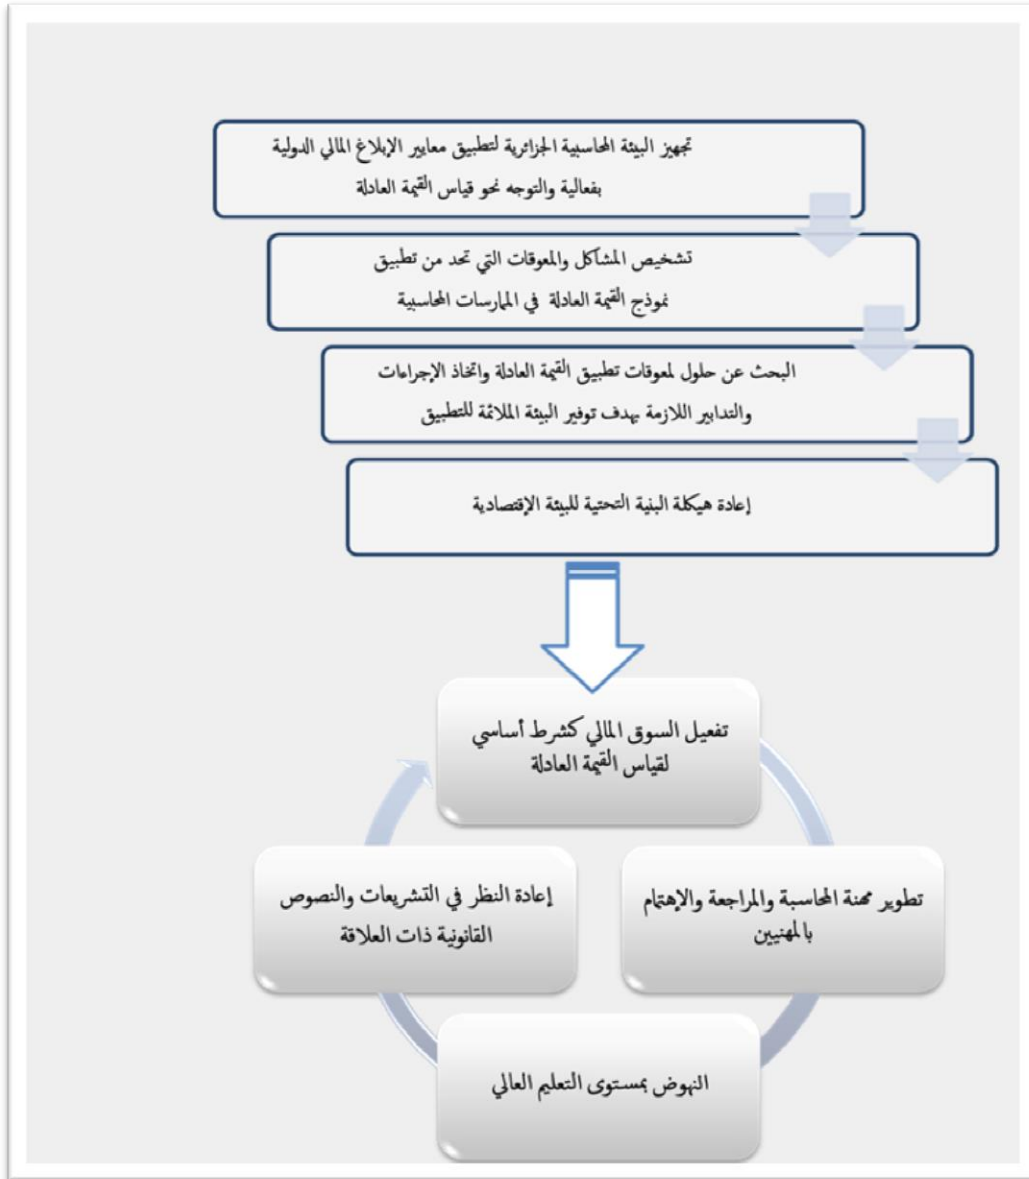 تجهيز البيئة المحاسبية الجزائرية لتطبيق معايير الإبلاغ المالي الدولية
بفعالية والتوجه نحو قياس القيمة العادلة
تشخيص المشاكل والمعوقات التي تحد من تطبيق
نموذج القيمة العادلة في الممارسات المحاسبية
البحث عن حلول لمعوقات تطبيق القيمة العادلة واتخاذ الإجراءات
والتدابير اللازمة بهدف توفير البيئة الملائمة للتطبيق
إعادة هيكلة البنية التحتية للبيئة الإقتصادية
تفعيل السوق المالي كشرط أساسي
لقياس القيمة العادلة
تطوير مهنة المحاسبة والمراجعة والإهتمام
بالمهنيين
النهوض بمستوى التعليم العالي
إعادة النظر في التشريعات والنصوص
القانونية ذات العلاقة